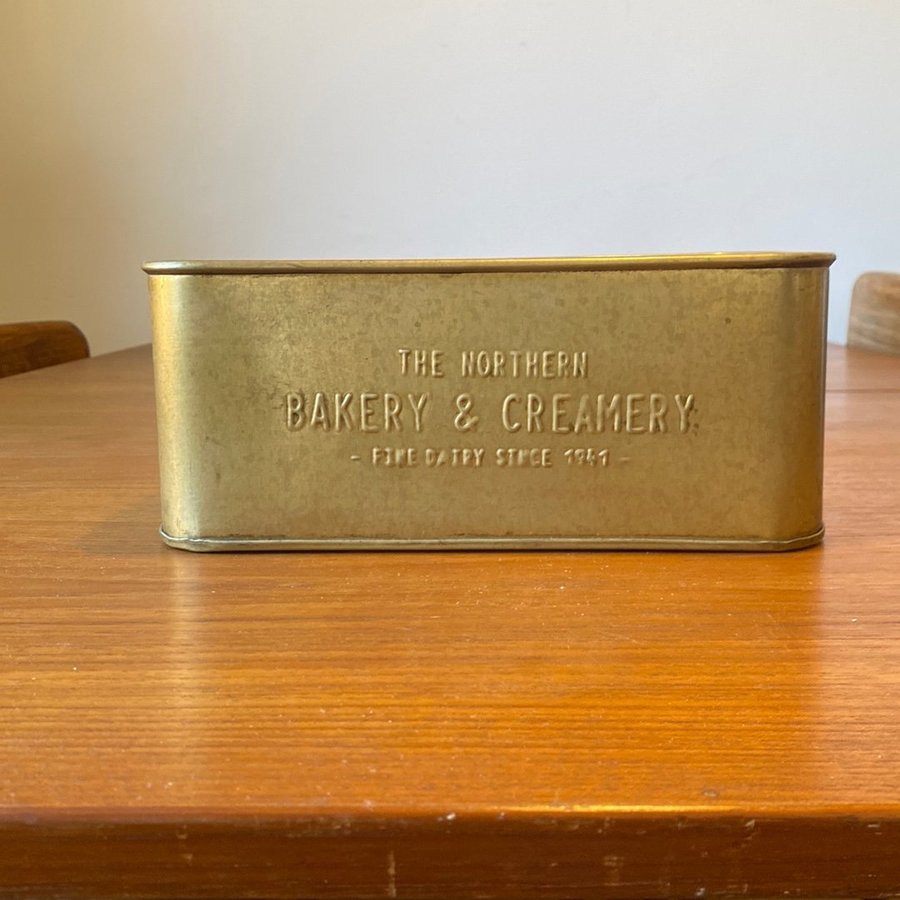 THE NORTHERN
BAKERY & CREAMERY
- FINE DAIRY SINCE 1941 -